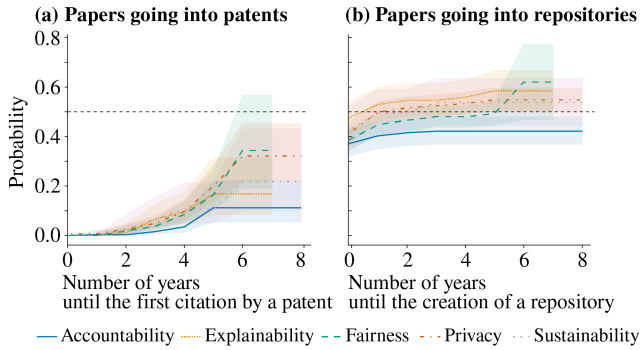 (a) Papers going into patents
(b) Papers going into repositories
0.8
0.6
0.4
0.2
0.0
Probability
0 2 4 6 8
0 2 4 6 8
Number of years
until the first citation by a patent
Number of years
until the creation of a repository
Accountability Explainability Fairness Privacy Sustainability